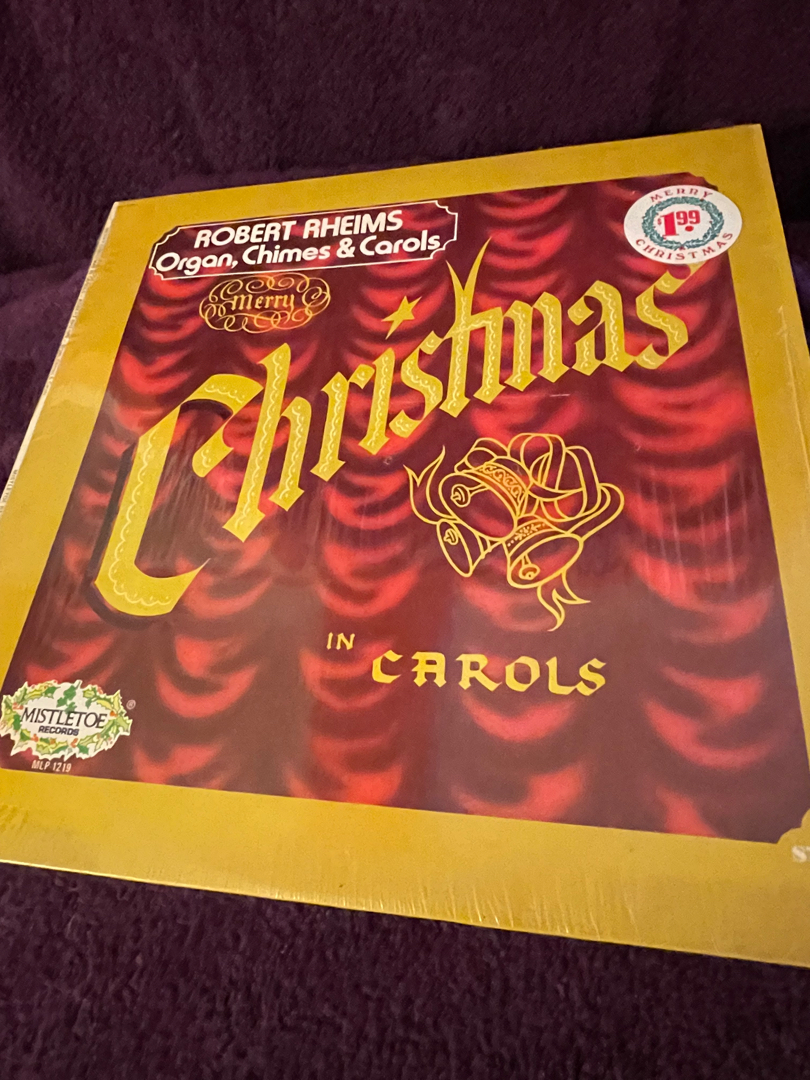 ROBERT RHEIMS
Organ, Chimes & Carols
MERRY
$1.99
CHRISTMAS
Merry
Christmas
IN CAROLS
MISTLETOE ®
RECORDS
MLP 1219